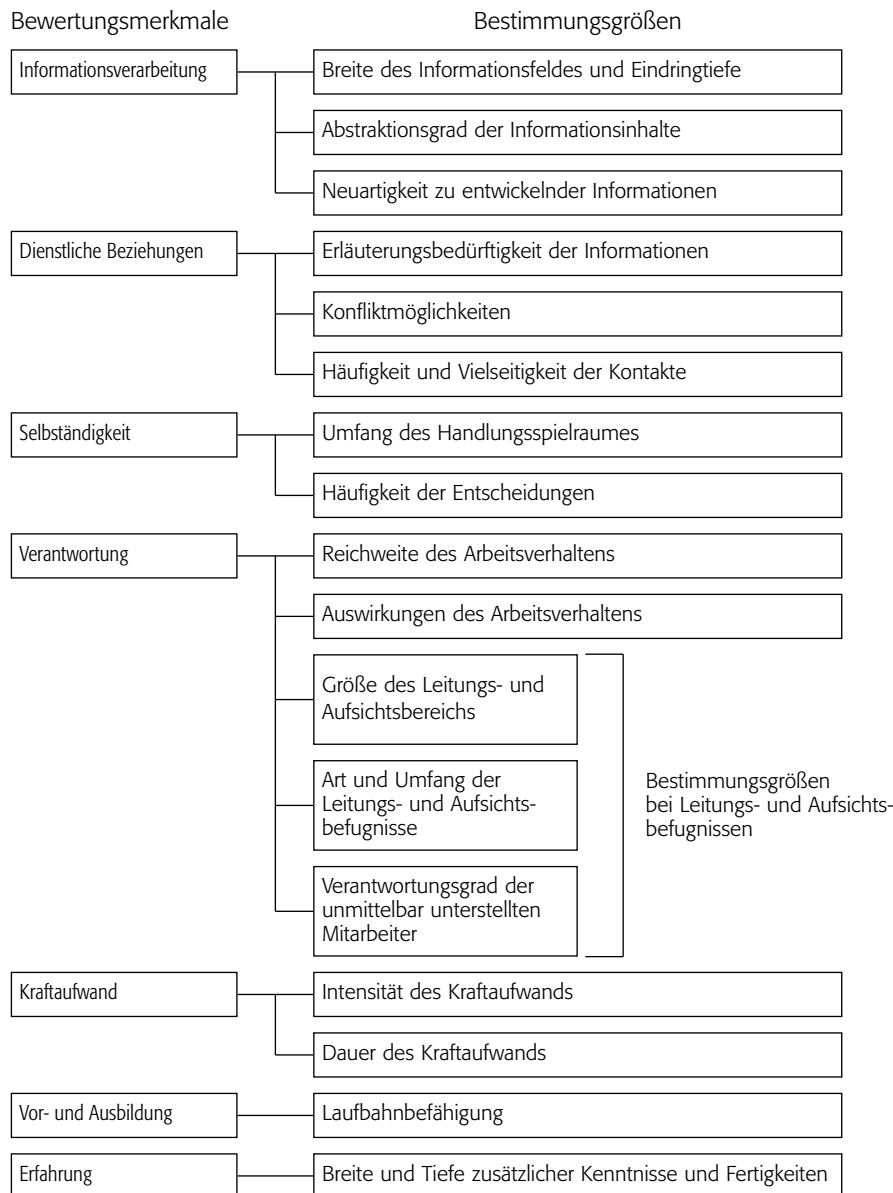 Bewertungsmerkmale
Bestimmungsgrößen
Informationsverarbeitung
Breite des Informationsfeldes und Eindringtiefe
Abstraktionsgrad der Informationsinhalte
Neuartigkeit zu entwickelnder Informationen
Dienstliche Beziehungen
Erläuterungsbedürftigkeit der Informationen
Konfliktmöglichkeiten
Häufigkeit und Vielseitigkeit der Kontakte
Selbständigkeit
Umfang des Handlungsspielraumes
Häufigkeit der Entscheidungen
Verantwortung
Reichweite des Arbeitsverhaltens
Auswirkungen des Arbeitsverhaltens
Größe des Leitungs- und
Aufsichtsbereichs
Art und Umfang der
Leitungs- und Aufsichts-
befugnisse
Verantwortungsgrad der
unmittelbar unterstellten
Mitarbeiter
Bestimmungsgrößen
bei Leitungs- und Aufsichts-
befugnissen
Kraftaufwand
Intensität des Kraftaufwands
Dauer des Kraftaufwands
Vor- und Ausbildung
Laufbahnbefähigung
Erfahrung
Breite und Tiefe zusätzlicher Kenntnisse und Fertigkeiten